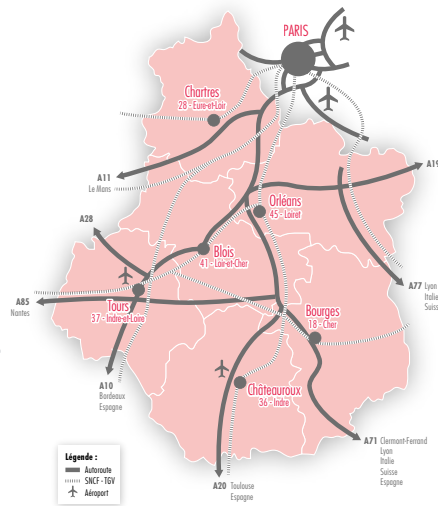 PARIS
Chartres
28 - Eure-et-Loir
A11
Le Mans
A19
Orléans
45 - Loiret
A28
Blois
41 - Loir-et-Cher
A77 Lyon
Italie
Suisse
A85
Nantes
Tours
37 - Indre-et-Loire
Bourges
18 - Cher
A10
Bordeaux
Espagne
Châteauroux
36 - Indre
A71 Clermont-Ferrand
Lyon
Italie
Suisse
Espagne
Légende :
Autoroute
SNCF - TGV
Aéroport
A20 Toulouse
Espagne